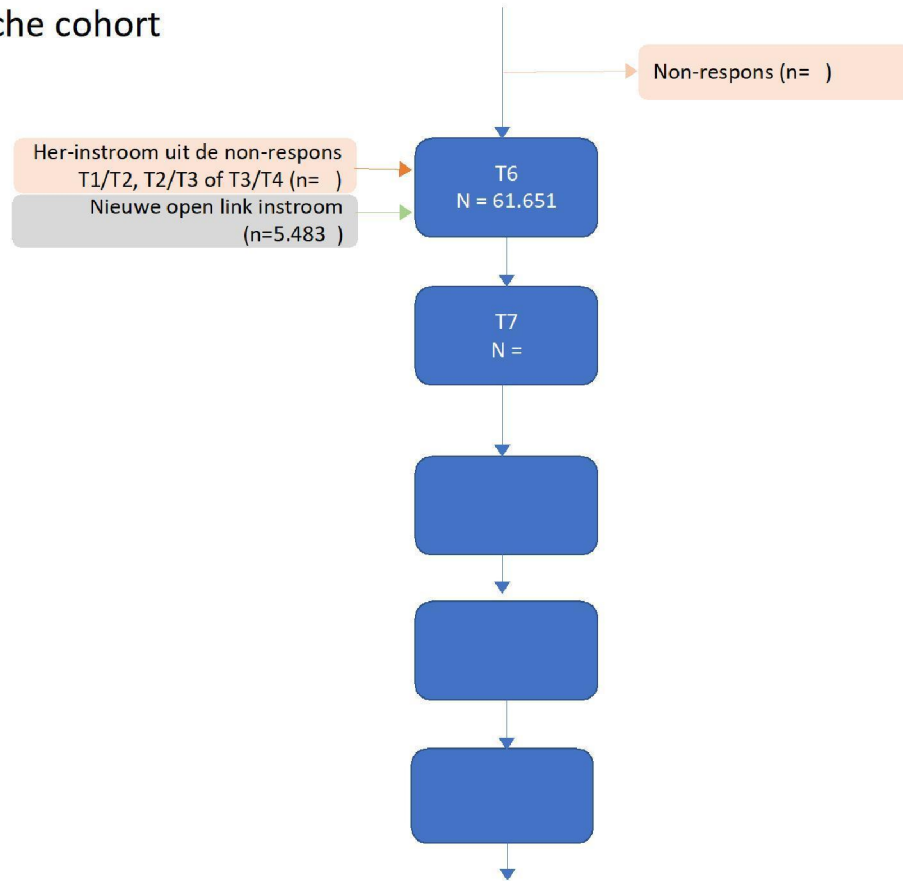 che cohort
Non-respons (n= )
Her-instroom uit de non-respons
T1/T2, T2/T3 of T3/T4 (n= )
Nieuwe open link instroom
(n=5.483 )
T6
N = 61.651
T7
N =